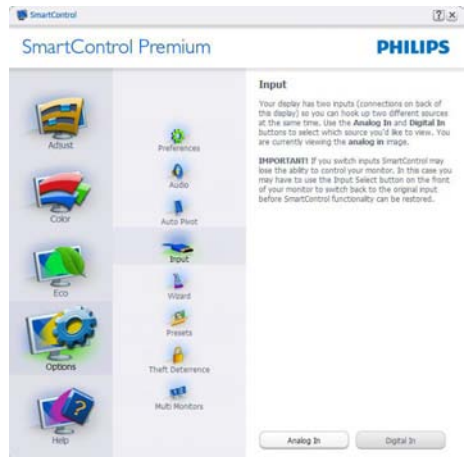 SmartControl
SmartControl Premium
PHILIPS
Adjust
Color
Eco
Options
Help
Preferences
Audio
Auto Pivot
Input
Wizard
Presets
Theft Deterrence
Multi Monitors
Input
Your display has two inputs (connections on back of
this display) so you can hook up two different sources
at the same time. Use the Analog In and Digital In
buttons to select which source you'd like to view. You
are currently viewing the analog in image.
IMPORTANT! If you switch inputs SmartControl may
lose the ability to control your monitor. In this case you
may have to use the Input Select button on the front
of your monitor to switch back to the original input
before SmartControl functionality can be restored.
Analog In
Digital In